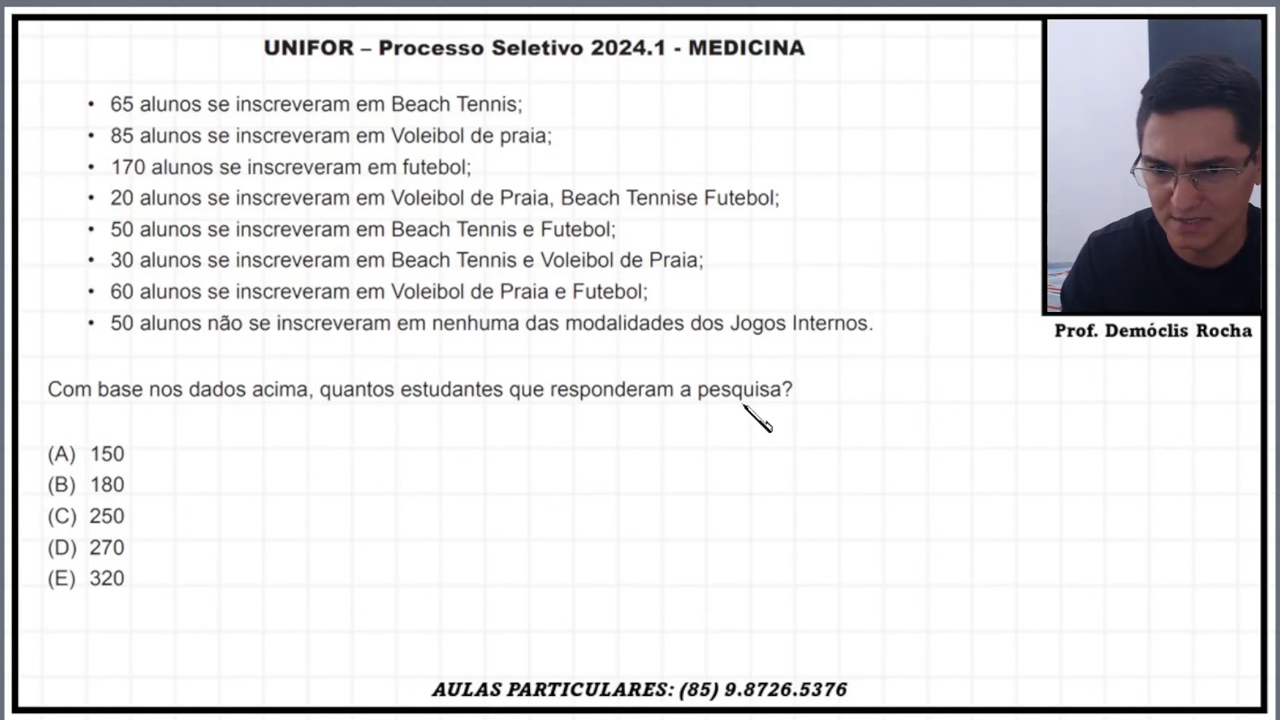 UNIFOR – Processo Seletivo 2024.1 - MEDICINA
• 65 alunos se inscreveram em Beach Tennis;
• 85 alunos se inscreveram em Voleibol de praia;
• 170 alunos se inscreveram em futebol;
• 20 alunos se inscreveram em Voleibol de Praia, Beach Tennise Futebol;
• 50 alunos se inscreveram em Beach Tennis e Futebol;
• 30 alunos se inscreveram em Beach Tennis e Voleibol de Praia;
• 60 alunos se inscreveram em Voleibol de Praia e Futebol;
• 50 alunos não se inscreveram em nenhuma das modalidades dos Jogos Internos.
Prof. Demóclis Rocha
Com base nos dados acima, quantos estudantes que responderam a pesquisa?
(A) 150
(B) 180
(C) 250
(D) 270
(E) 320
AULAS PARTICULARES: (85) 9.8726.5376